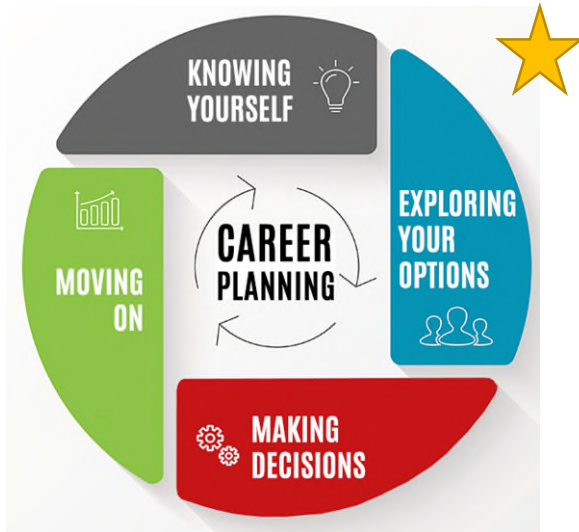 KNOWING
YOURSELF
EXPLORING
YOUR
OPTIONS
CAREER
PLANNING
MOVING
ON
MAKING
DECISIONS